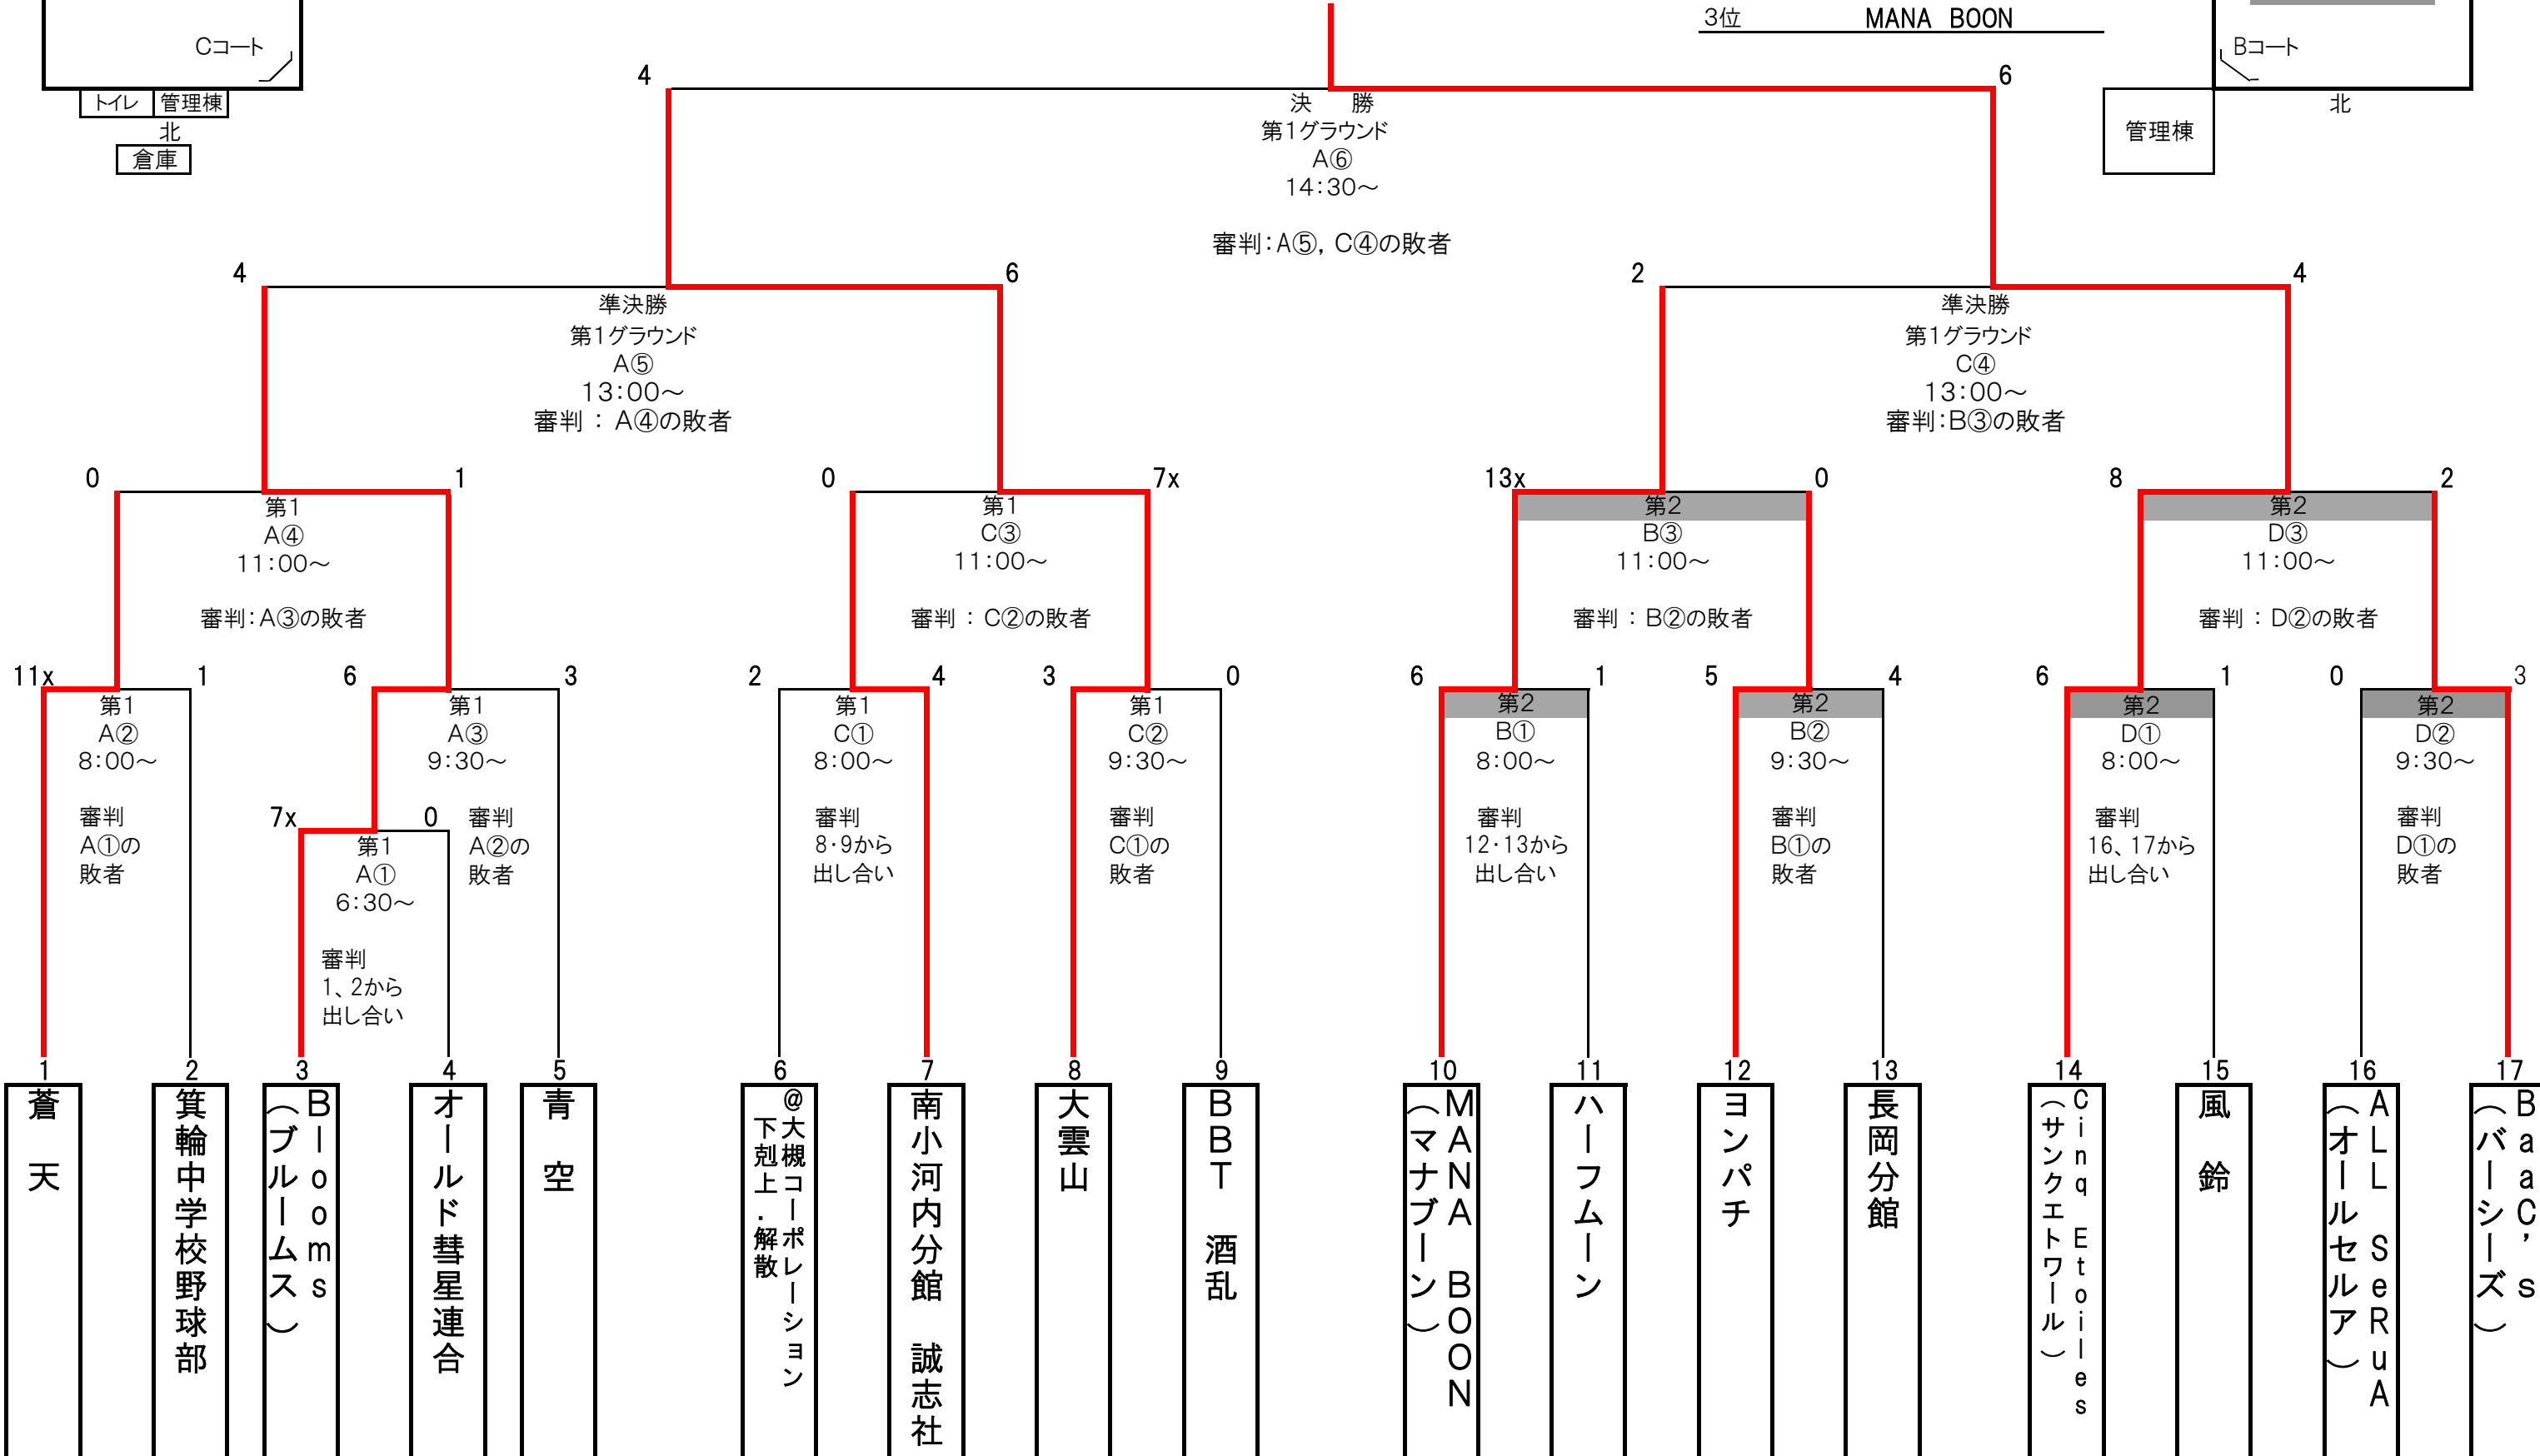 3位 MANA BOON
Cコート
Bコート
トイレ 管理棟
北
倉庫
管理棟
北
4 6
決 勝
第1グラウンド
A⑥
14:30～
審判:A⑤, C④の敗者
4 6
準決勝
第1グラウンド
A⑤
13:00～
審判 : A④の敗者
2 4
準決勝
第1グラウンド
C④
13:00～
審判:B③の敗者
0 1
第1
A④
11:00～
審判:A③の敗者
0 7x
第1
C③
11:00～
審判 : C②の敗者
13x 0
第2
B③
11:00～
審判 : B②の敗者
8 2
第2
D③
11:00～
審判 : D②の敗者
11x 1
第1
A②
8:00～
審判
A①の
敗者
6 3
第1
A③
9:30～
審判
A②の
敗者
7x 0
第1
A①
6:30～
審判
1、2から
出し合い
2 4
第1
C①
8:00～
審判
8・9から
出し合い
3 0
第1
C②
9:30～
審判
C①の
敗者
6 1
第2
B①
8:00～
審判
12・13から
出し合い
5 4
第2
B②
9:30～
審判
B①の
敗者
6 1
第2
D①
8:00～
審判
16、17から
出し合い
0 3
第2
D②
9:30～
審判
D①の
敗者
1
蒼 天
2
箕輪中学校野球部
3
Blooms
(ブルームス)
4
オールド彗星連合
5
青 空
6
@大槻コーポレーション
下剋上.解散
7
南小河内分館 誠志社
8
大雲山
9
BBT 酒乱
10
MANA BOON
(マナブーン)
11
ハーフムーン
12
ヨンパチ
13
長岡分館
14
Cinq Etoiles
(サンクエトワール)
15
風 鈴
16
ALL SeRuA
(オールセルア)
17
BaaC's
(バーシーズ)